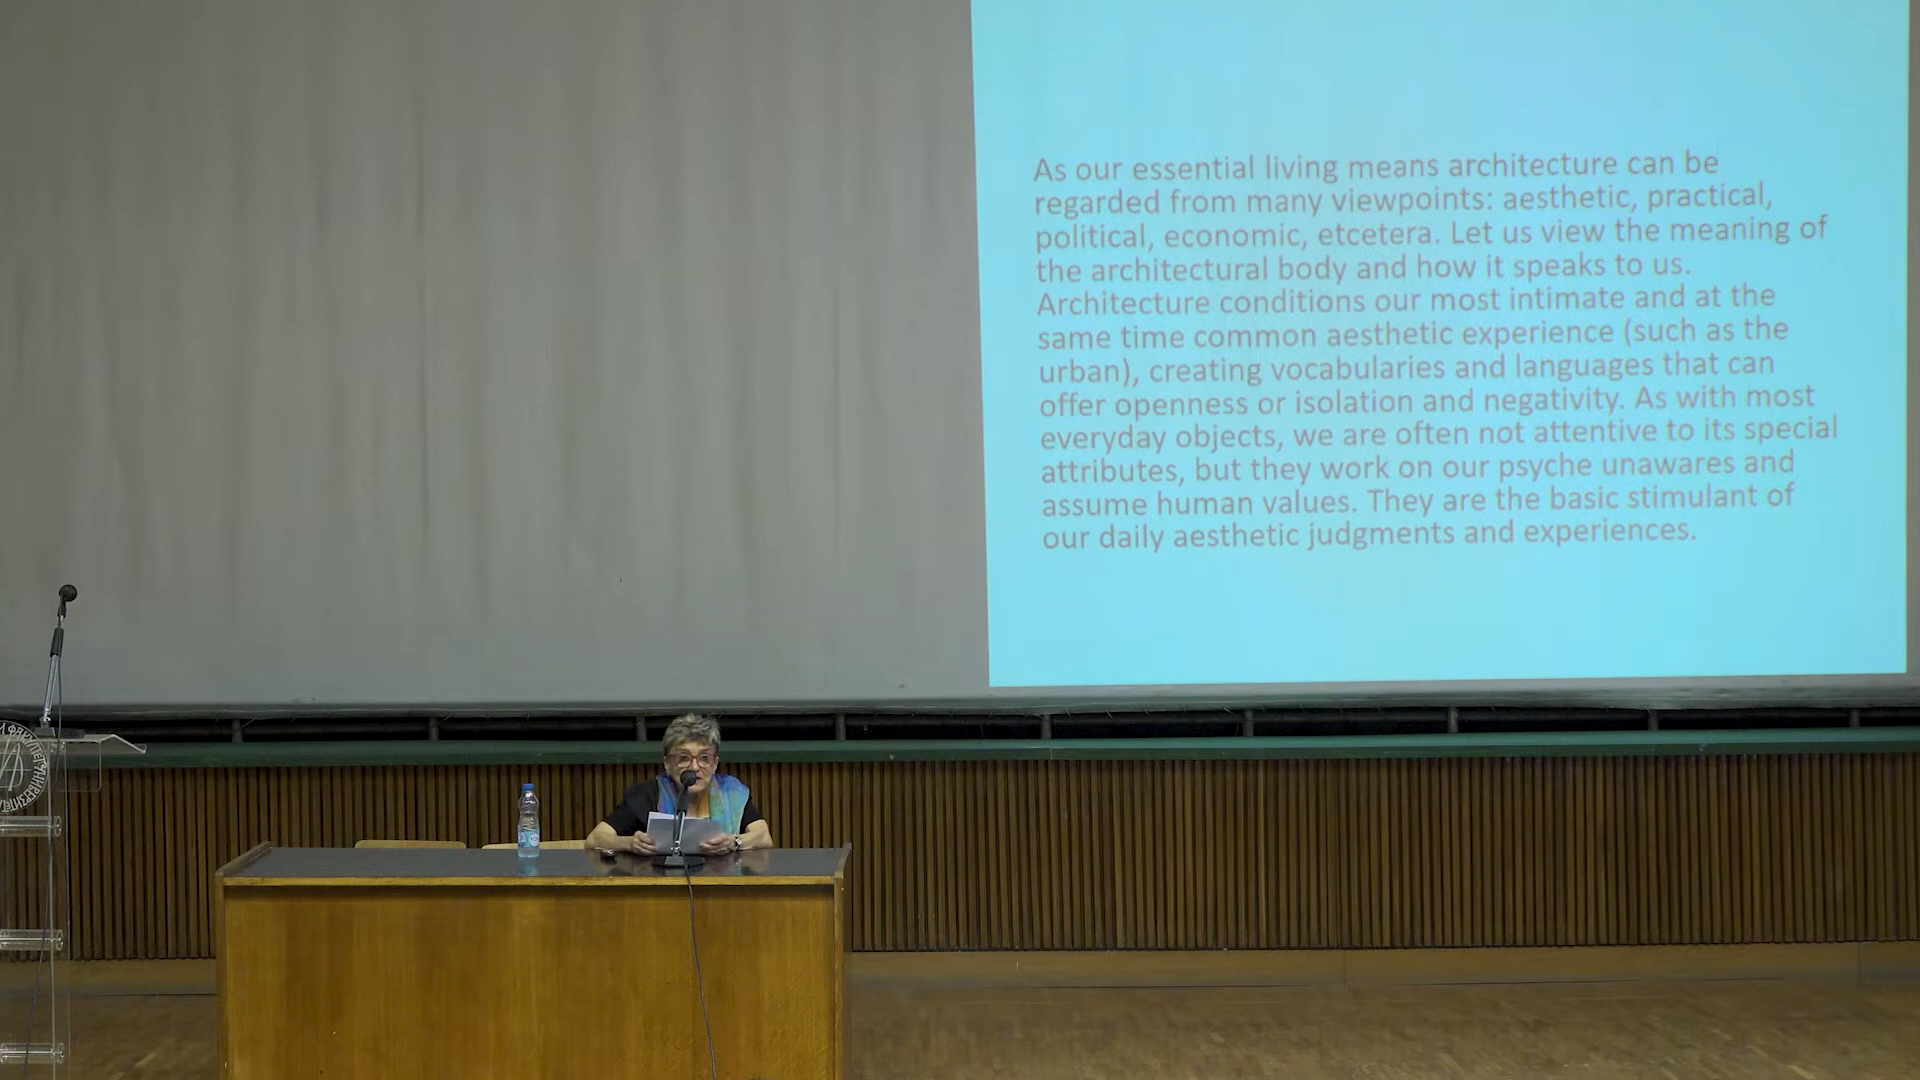 As our essential living means architecture can be
regarded from many viewpoints: aesthetic, practical,
political, economic, etcetera. Let us view the meaning of
the architectural body and how it speaks to us.
Architecture conditions our most intimate and at the
same time common aesthetic experience (such as the
urban), creating vocabularies and languages that can
offer openness or isolation and negativity. As with most
everyday objects, we are often not attentive to its special
attributes, but they work on our psyche unawares and
assume human values. They are the basic stimulant of
our daily aesthetic judgments and experiences.